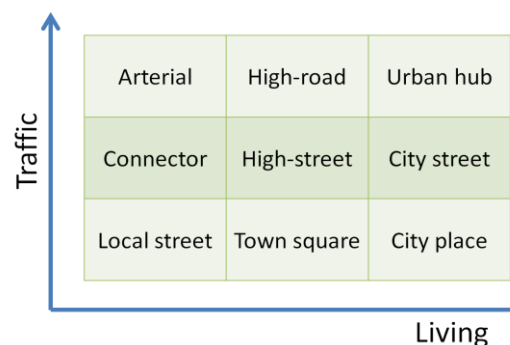 Traffic
Arterial High-road Urban hub
Connector High-street City street
Local street Town square City place
Living